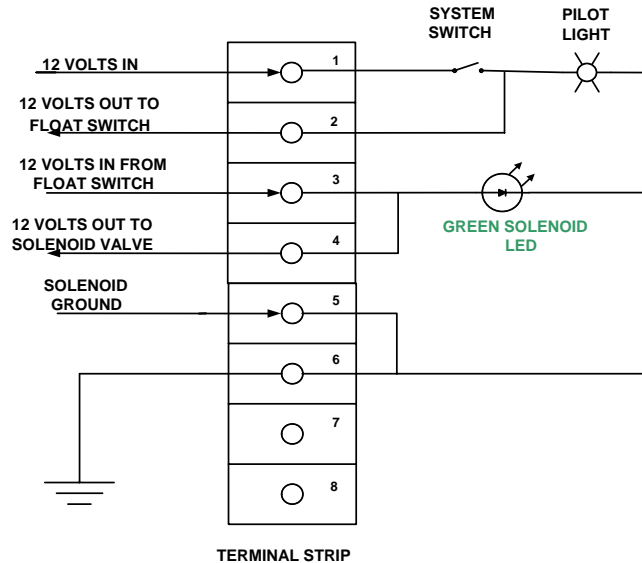 SYSTEM
SWITCH
PILOT
LIGHT
12 VOLTS IN
1
12 VOLTS OUT TO
FLOAT SWITCH
2
12 VOLTS IN FROM
FLOAT SWITCH
3
12 VOLTS OUT TO
SOLENOID VALVE
4
GREEN SOLENOID
LED
SOLENOID
GROUND
5
6
7
8
TERMINAL STRIP